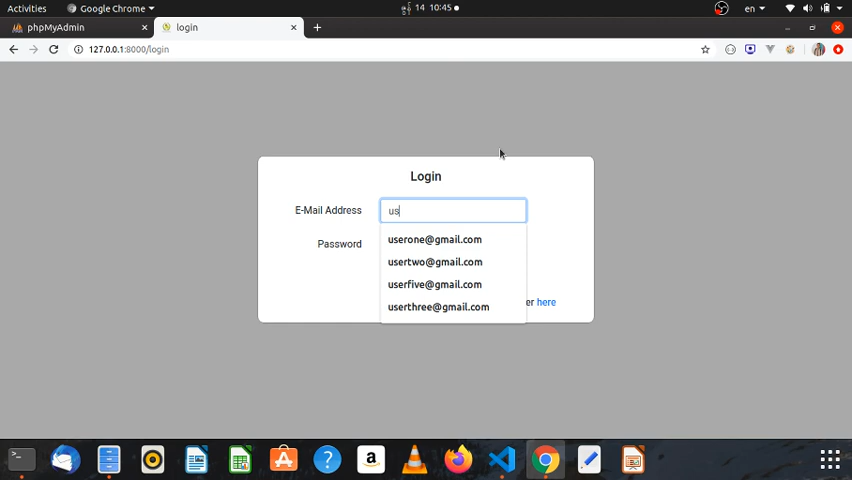 Activities Google Chrome 14 10:45 en
phpMyAdmin login
127.0.0.1:8000/login
Login
E-Mail Address us
Password
userone@gmail.com
usertwo@gmail.com
userfive@gmail.com
userthree@gmail.com
er here